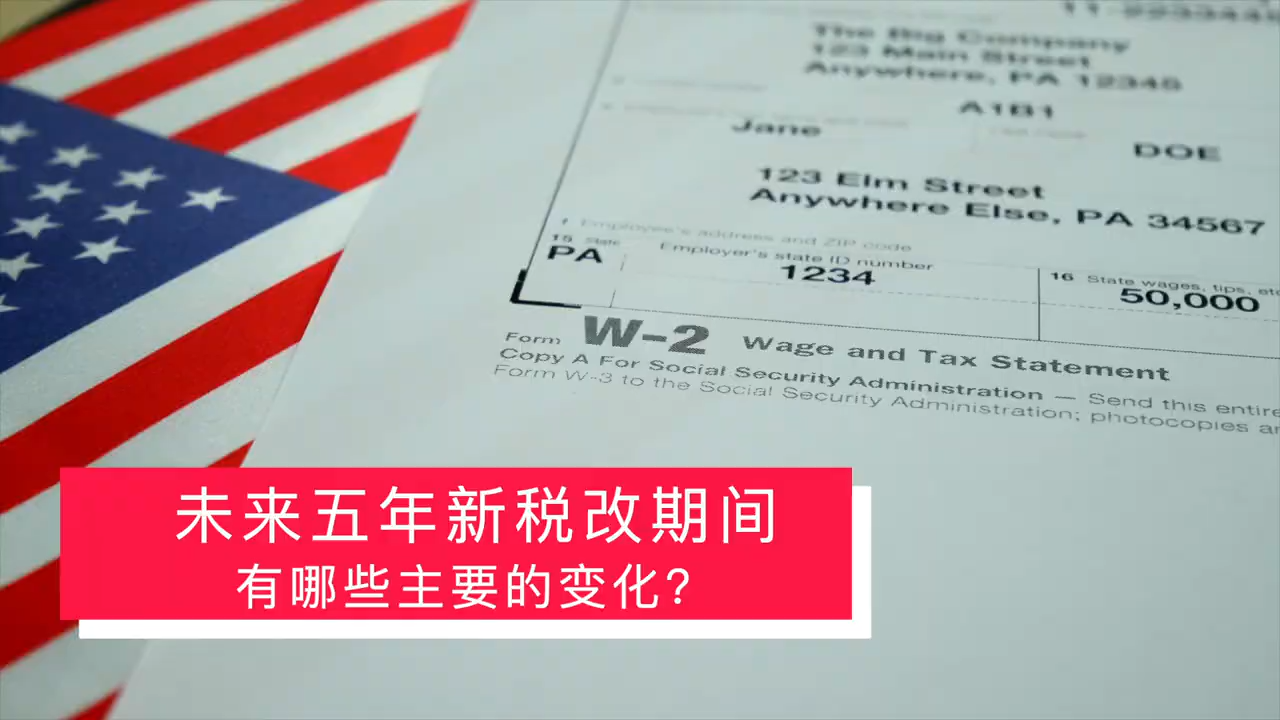 11-2233445
The Big Company
123 Main Street
Anywhere, PA 12345
A1B1
Jane
DOE
123 Elm Street
Anywhere Else, PA 34567
f Employee's address and ZIP code
15 State
Employer's state ID number
16 State wages, tips, etc
PA
1234
50,000
Form W-2 Wage and Tax Statement
Copy A For Social Security Administration — Send this entire
Form W-3 to the Social Security Administration; photocopies
未来五年新税改期间
有哪些主要的变化？